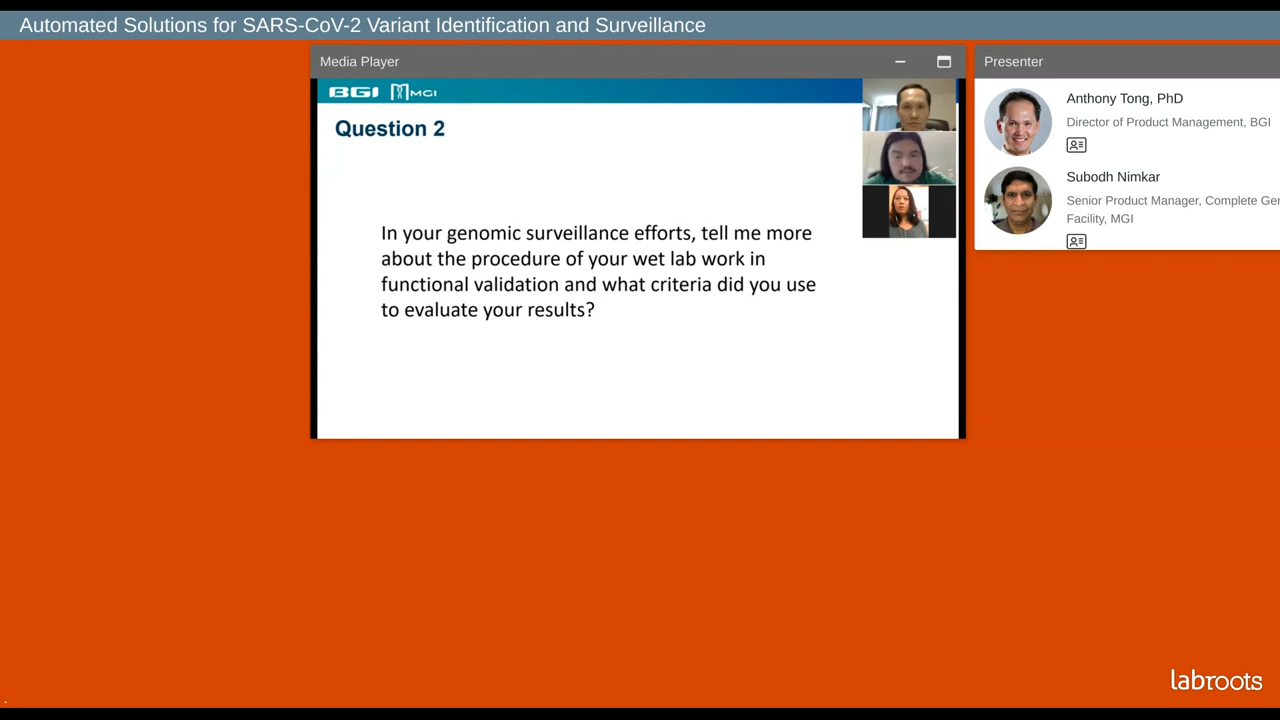 Automated Solutions for SARS-CoV-2 Variant Identification and Surveillance
Media Player
BGI MGI
Question 2
In your genomic surveillance efforts, tell me more
about the procedure of your wet lab work in
functional validation and what criteria did you use
to evaluate your results?
Presenter
Anthony Tong, PhD
Director of Product Management, BGI
Subodh Nimkar
Senior Product Manager, Complete Ge
Facility, MGI
labroots